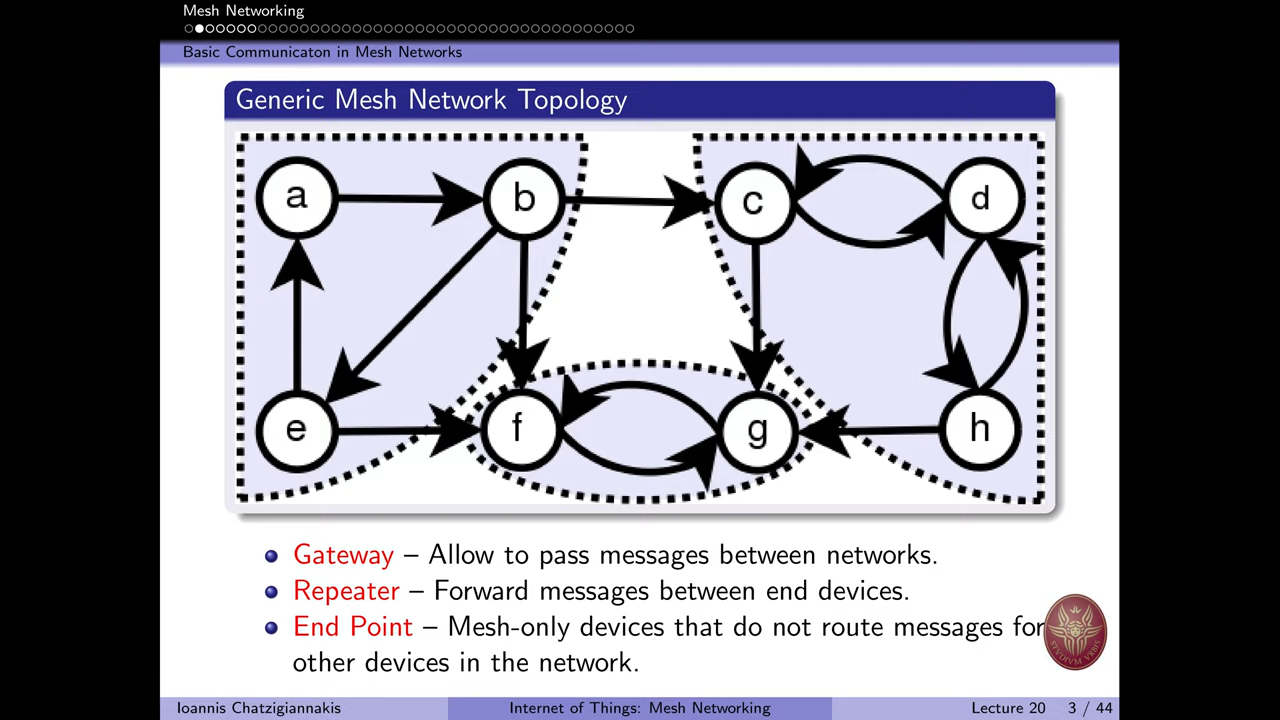 Mesh Networking
Basic Communicaton in Mesh Networks
Generic Mesh Network Topology
a b c d
e f g h
Gateway – Allow to pass messages between networks.
Repeater – Forward messages between end devices.
End Point – Mesh-only devices that do not route messages for
other devices in the network.
STVDIVM VRBIS
Ioannis Chatzigiannakis Internet of Things: Mesh Networking Lecture 20 3 / 44